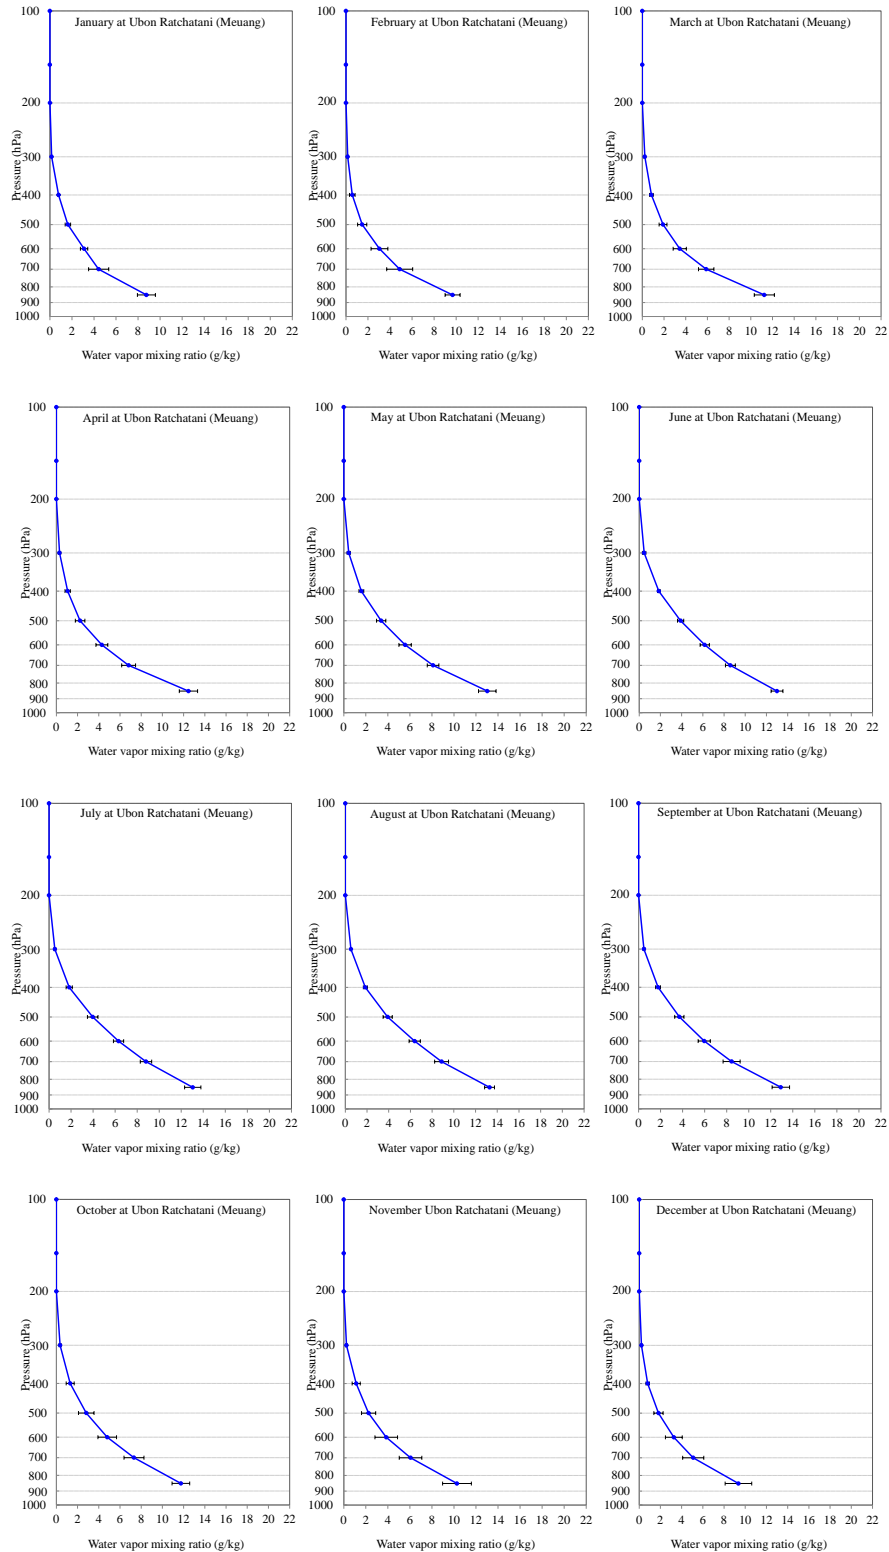 January at Ubon Ratchatani (Meuang)
Pressure (hPa)
100
200
300
400
500
600
700
800
900
1000
0 2 4 6 8 10 12 14 16 18 20 22
Water vapor mixing ratio (g/kg)
February at Ubon Ratchatani (Meuang)
Pressure (hPa)
100
200
300
400
500
600
700
800
900
1000
0 2 4 6 8 10 12 14 16 18 20 22
Water vapor mixing ratio (g/kg)
March at Ubon Ratchatani (Meuang)
Pressure (hPa)
100
200
300
400
500
600
700
800
900
1000
0 2 4 6 8 10 12 14 16 18 20 22
Water vapor mixing ratio (g/kg)
April at Ubon Ratchatani (Meuang)
Pressure (hPa)
100
200
300
400
500
600
700
800
900
1000
0 2 4 6 8 10 12 14 16 18 20 22
Water vapor mixing ratio (g/kg)
May at Ubon Ratchatani (Meuang)
Pressure (hPa)
100
200
300
400
500
600
700
800
900
1000
0 2 4 6 8 10 12 14 16 18 20 22
Water vapor mixing ratio (g/kg)
June at Ubon Ratchatani (Meuang)
Pressure (hPa)
100
200
300
400
500
600
700
800
900
1000
0 2 4 6 8 10 12 14 16 18 20 22
Water vapor mixing ratio (g/kg)
July at Ubon Ratchatani (Meuang)
Pressure (hPa)
100
200
300
400
500
600
700
800
900
1000
0 2 4 6 8 10 12 14 16 18 20 22
Water vapor mixing ratio (g/kg)
August at Ubon Ratchatani (Meuang)
Pressure (hPa)
100
200
300
400
500
600
700
800
900
1000
0 2 4 6 8 10 12 14 16 18 20 22
Water vapor mixing ratio (g/kg)
September at Ubon Ratchatani (Meuang)
Pressure (hPa)
100
200
300
400
500
600
700
800
900
1000
0 2 4 6 8 10 12 14 16 18 20 22
Water vapor mixing ratio (g/kg)
October at Ubon Ratchatani (Meuang)
Pressure (hPa)
100
200
300
400
500
600
700
800
900
1000
0 2 4 6 8 10 12 14 16 18 20 22
Water vapor mixing ratio (g/kg)
November Ubon Ratchatani (Meuang)
Pressure (hPa)
100
200
300
400
500
600
700
800
900
1000
0 2 4 6 8 10 12 14 16 18 20 22
Water vapor mixing ratio (g/kg)
December at Ubon Ratchatani (Meuang)
Pressure (hPa)
100
200
300
400
500
600
700
800
900
1000
0 2 4 6 8 10 12 14 16 18 20 22
Water vapor mixing ratio (g/kg)